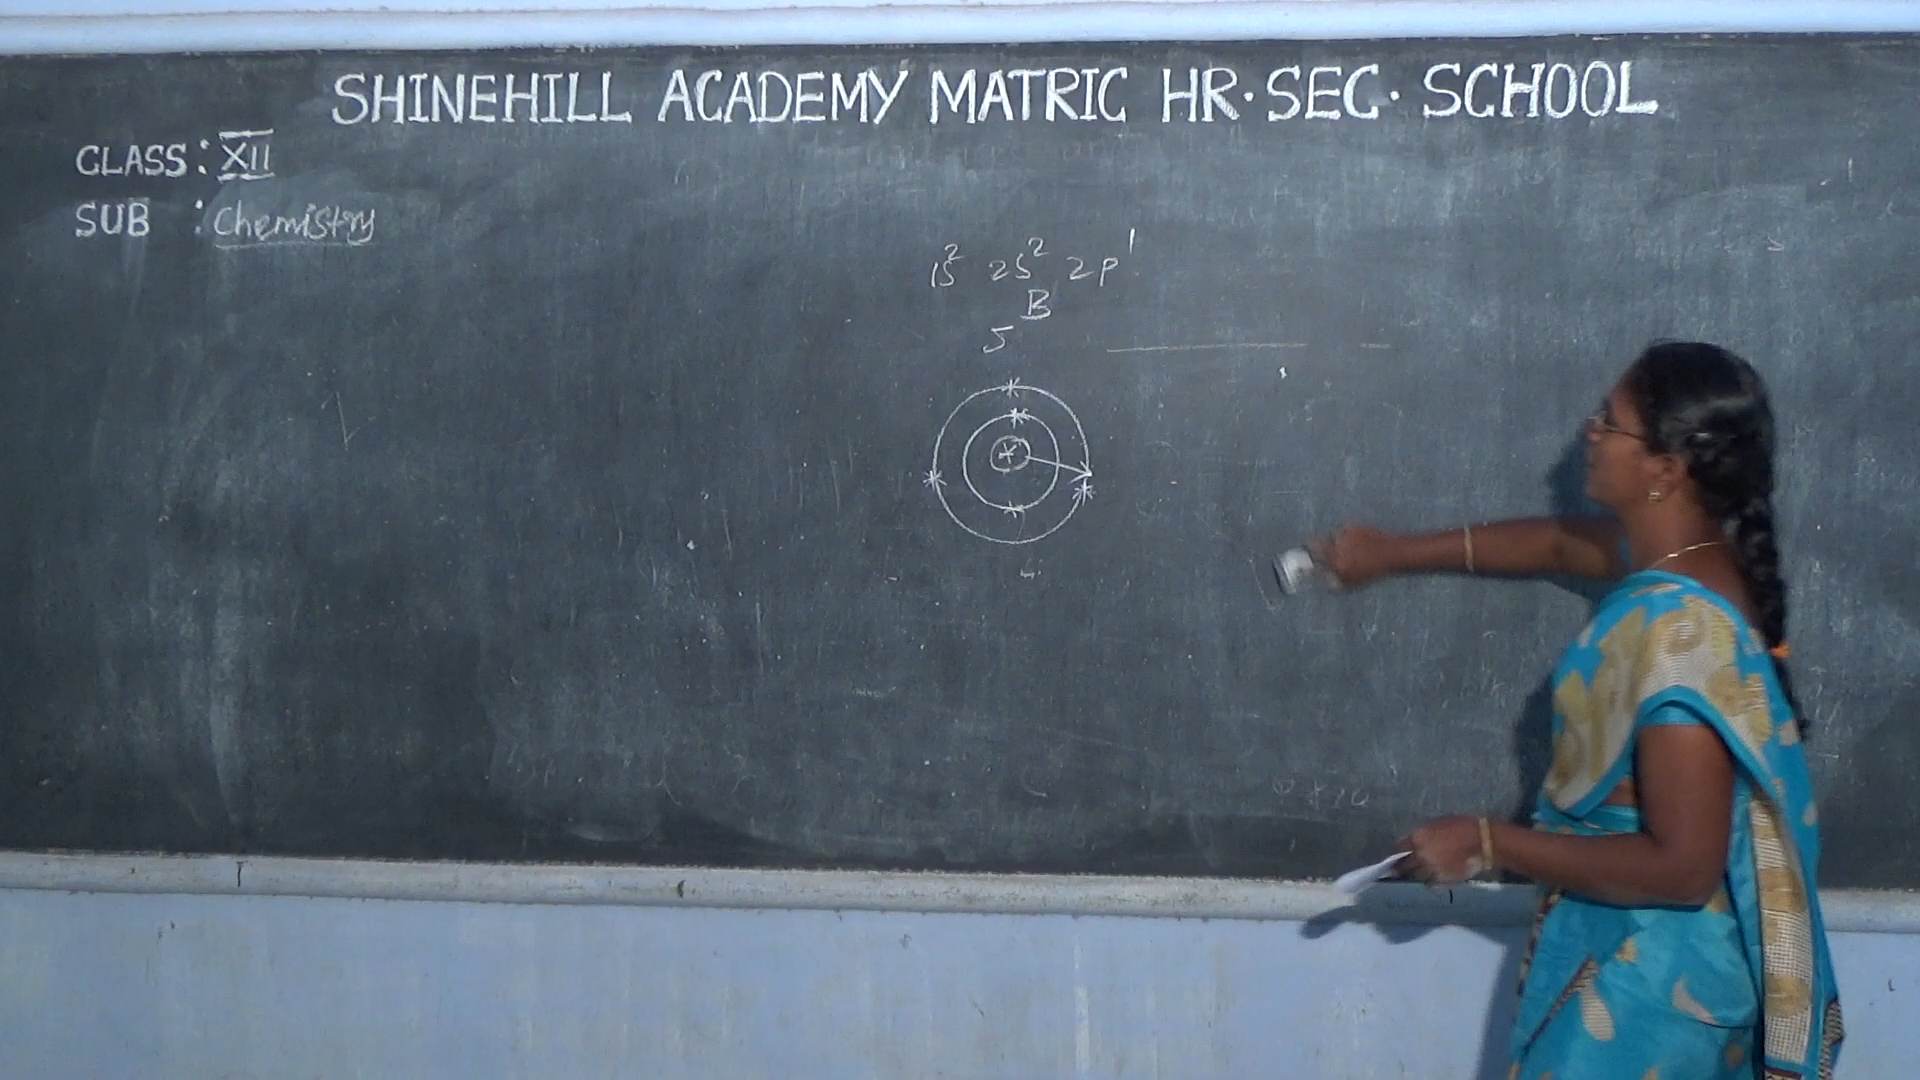 SHINEHILL ACADEMY MATRIC HR·SEC· SCHOOL
CLASS : XII
SUB : Chemistry
1s² 2s² 2p¹
B
5